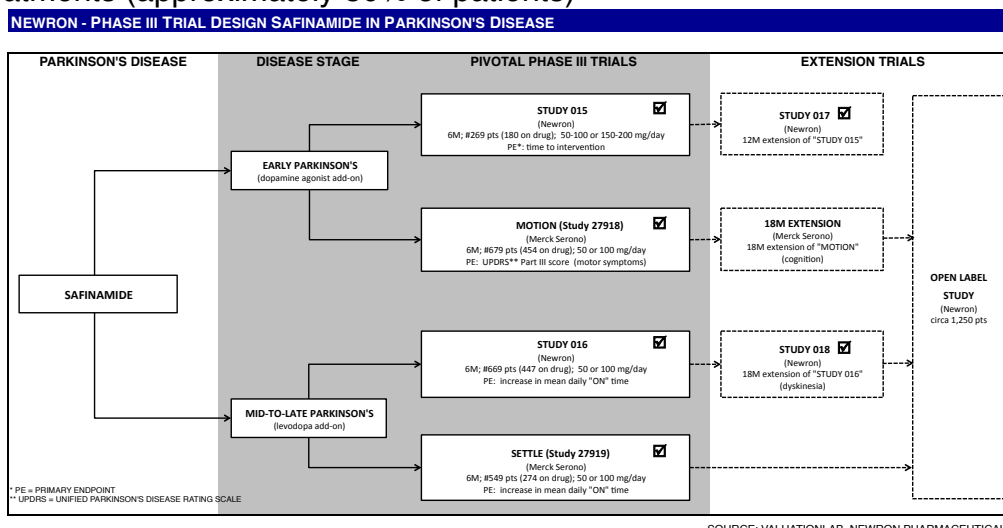 NEWRON - PHASE III TRIAL DESIGN SAFINAMIDE IN PARKINSON'S DISEASE
PARKINSON'S DISEASE
DISEASE STAGE
PIVOTAL PHASE III TRIALS
EXTENSION TRIALS
STUDY 015
(Newron)
6M; #269 pts (180 on drug); 50-100 or 150-200 mg/day
PE*: time to intervention
STUDY 017
(Newron)
12M extension of "STUDY 015"
EARLY PARKINSON'S
(dopamine agonist add-on)
MOTION (Study 27918)
(Merck Serono)
6M; #679 pts (454 on drug); 50 or 100 mg/day
PE: UPDRS** Part III score (motor symptoms)
18M EXTENSION
(Merck Serono)
18M extension of "MOTION"
(cognition)
SAFINAMIDE
OPEN LABEL
STUDY
(Newron)
circa 1,250 pts
STUDY 016
(Newron)
6M; #669 pts (447 on drug); 50 or 100 mg/day
PE: increase in mean daily "ON" time
STUDY 018
(Newron)
18M extension of "STUDY 016"
(dyskinesia)
MID-TO-LATE PARKINSON'S
(levodopa add-on)
SETTLE (Study 27919)
(Merck Serono)
6M; #549 pts (274 on drug); 50 or 100 mg/day
PE: increase in mean daily "ON" time
* PE = PRIMARY ENDPOINT
** UPDRS = UNIFIED PARKINSON'S DISEASE RATING SCALE